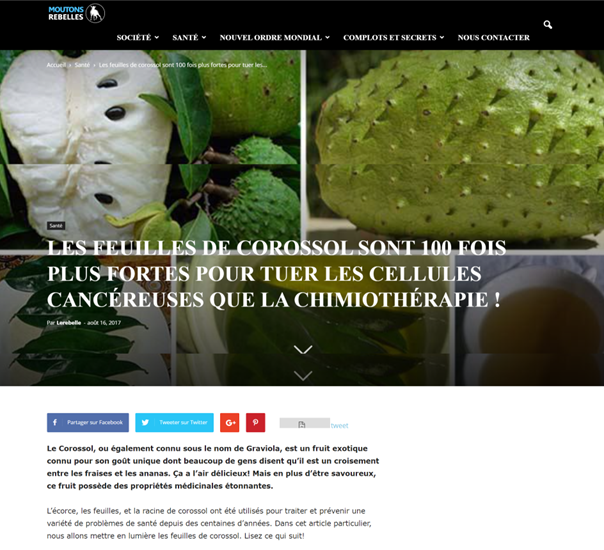 MOUTONS
REBELLES
SOCIÉTÉ SANTÉ NOUVEL ORDRE MONDIAL COMPLOTS ET SECRETS NOUS CONTACTER
Accueil › Santé › Les feuilles de corossol sont 100 fois plus fortes pour tuer les...
Santé
LES FEUILLES DE COROSSOL SONT 100 FOIS
PLUS FORTES POUR TUER LES CELLULES
CANCÉREUSES QUE LA CHIMIOTHÉRAPIE !
Par Lerebelle - août 16, 2017
Partager sur Facebook Tweeter sur Twitter tweet
Le Corossol, ou également connu sous le nom de Graviola, est un fruit exotique
connu pour son goût unique dont beaucoup de gens disent qu’il est un croisement
entre les fraises et les ananas. Ça a l’air délicieux! Mais en plus d’être savoureux,
ce fruit possède des propriétés médicinales étonnantes.
L’écorce, les feuilles, et la racine de corossol ont été utilisés pour traiter et prévenir une
variété de problèmes de santé depuis des centaines d’années. Dans cet article particulier,
nous allons mettre en lumière les feuilles de corosol. Lisez ce qui suit!